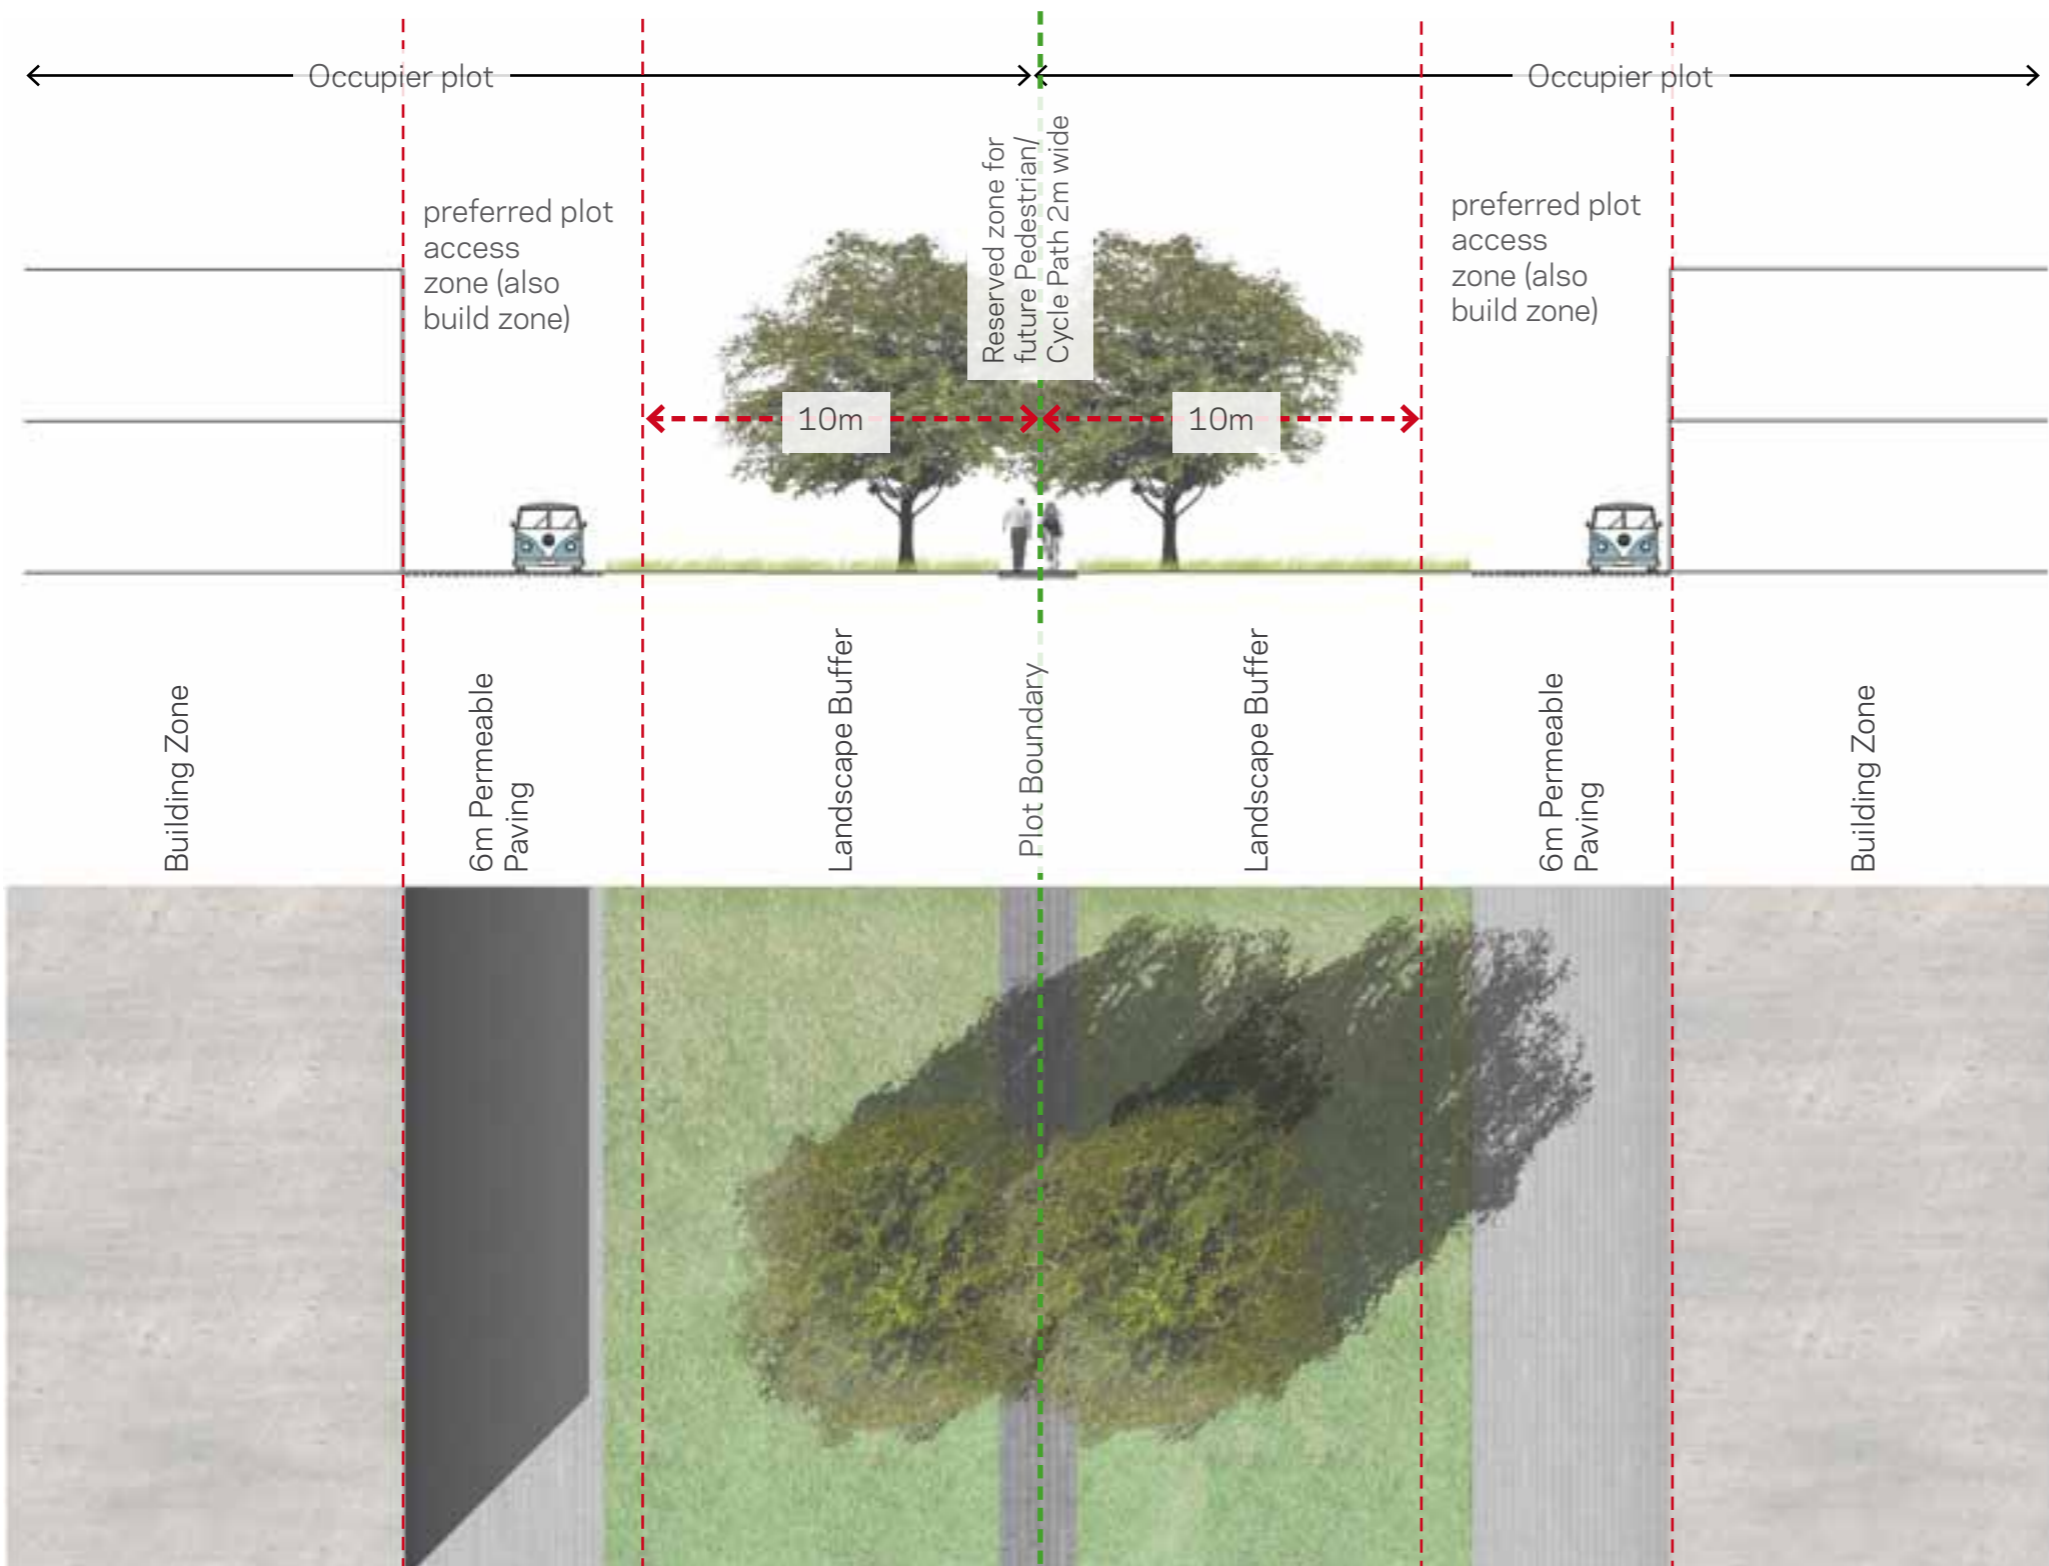 Occupier plot
Occupier plot
Reserved zone for
future Pedestrian/
Cycle Path 2m wide
preferred plot
access
zone (also
build zone)
preferred plot
access
zone (also
build zone)
10m
10m
Building Zone
6m Permeable
Paving
Landscape Buffer
Plot Boundary
Landscape Buffer
6m Permeable
Paving
Building Zone